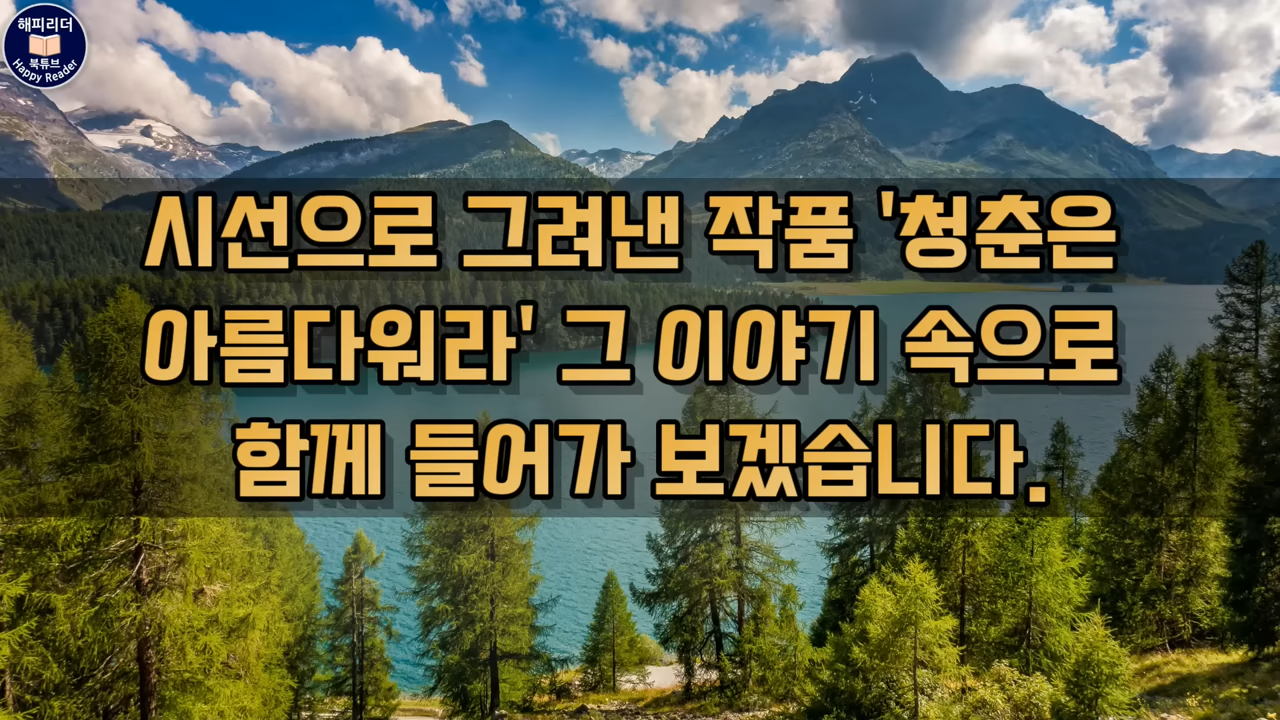 해피리더
북튜브
Happy Reader
시선으로 그려낸 작품 '청춘은
아름다워라' 그 이야기 속으로
함께 들어가 보겠습니다.